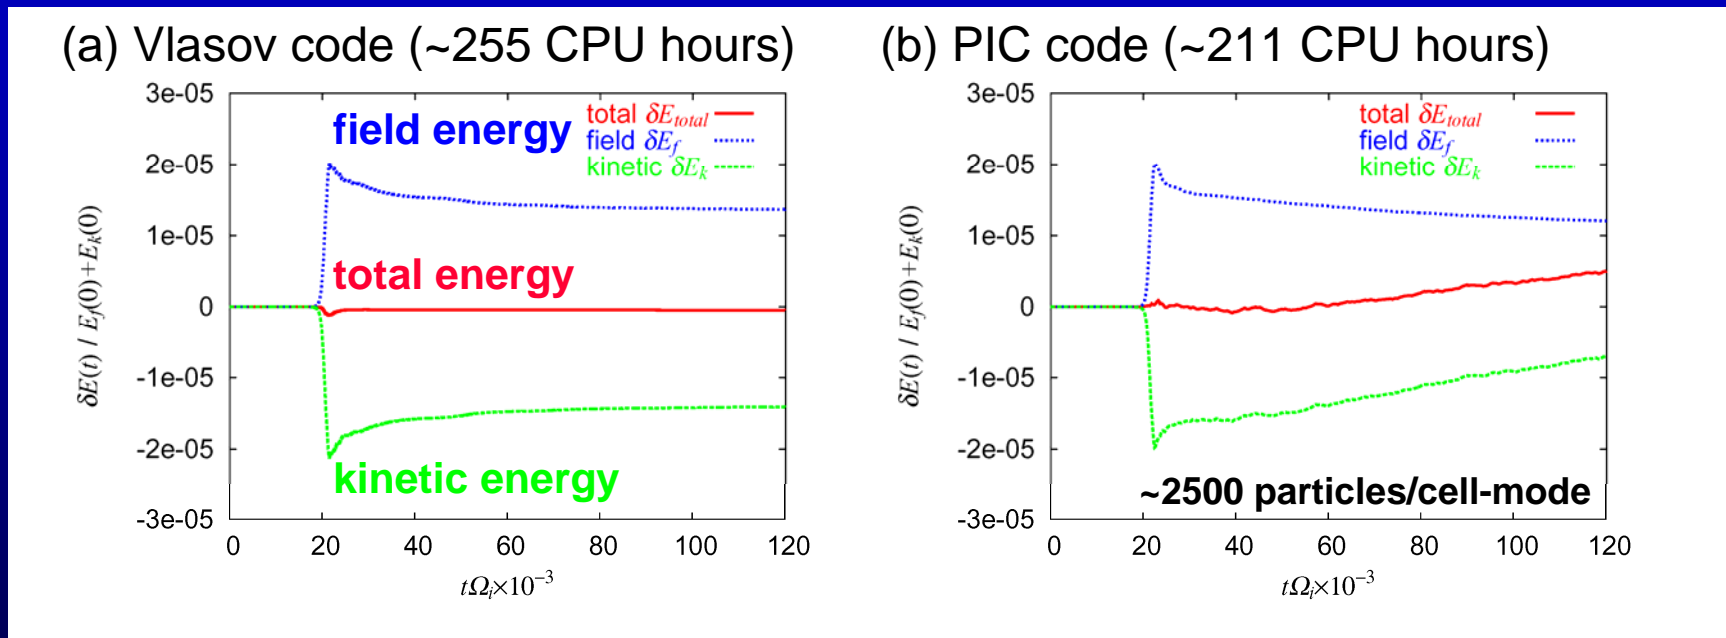 (a) Vlasov code (~255 CPU hours)
3e-05
2e-05
1e-05
0
-1e-05
-2e-05
-3e-05
0 20 40 60 80 100 120
δE(t) / E_f(0)+E_k(0)
tΩ_i×10⁻³
field energy
total energy
kinetic energy
total δE_total
field δE_f
kinetic δE_k
(b) PIC code (~211 CPU hours)
3e-05
2e-05
1e-05
0
-1e-05
-2e-05
-3e-05
0 20 40 60 80 100 120
δE(t) / E_f(0)+E_k(0)
tΩ_i×10⁻³
total δE_total
field δE_f
kinetic δE_k
~2500 particles/cell-mode